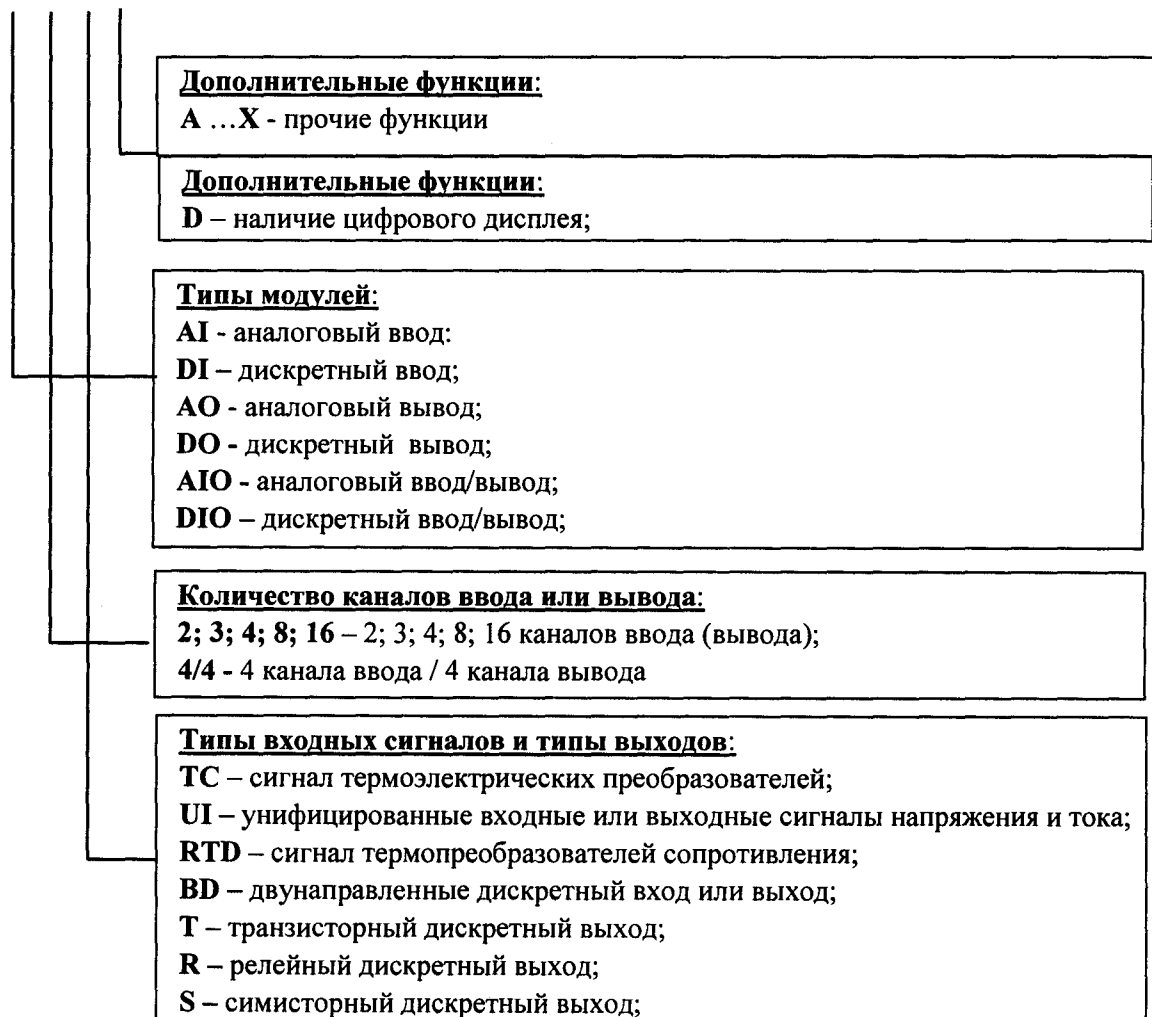 Дополнительные функции:
A ...X - прочие функции
Дополнительные функции:
D – наличие цифрового дисплея;
Типы модулей:
AI - аналоговый ввод:
DI – дискретный ввод;
AO - аналоговый вывод;
DO - дискретный вывод;
AIO - аналоговый ввод/вывод;
DIO – дискретный ввод/вывод;
Количество каналов ввода или вывода:
2; 3; 4; 8; 16 – 2; 3; 4; 8; 16 каналов ввода (вывода);
4/4 - 4 канала ввода / 4 канала вывода
Типы входных сигналов и типы выходов:
TC – сигнал термоэлектрических преобразователей;
UI – унифицированные входные или выходные сигналы напряжения и тока;
RTD – сигнал термопреобразователей сопротивления;
BD – двунаправленные дискретный вход или выход;
T – транзисторный дискретный выход;
R – релейный дискретный выход;
S – симисторный дискретный выход;